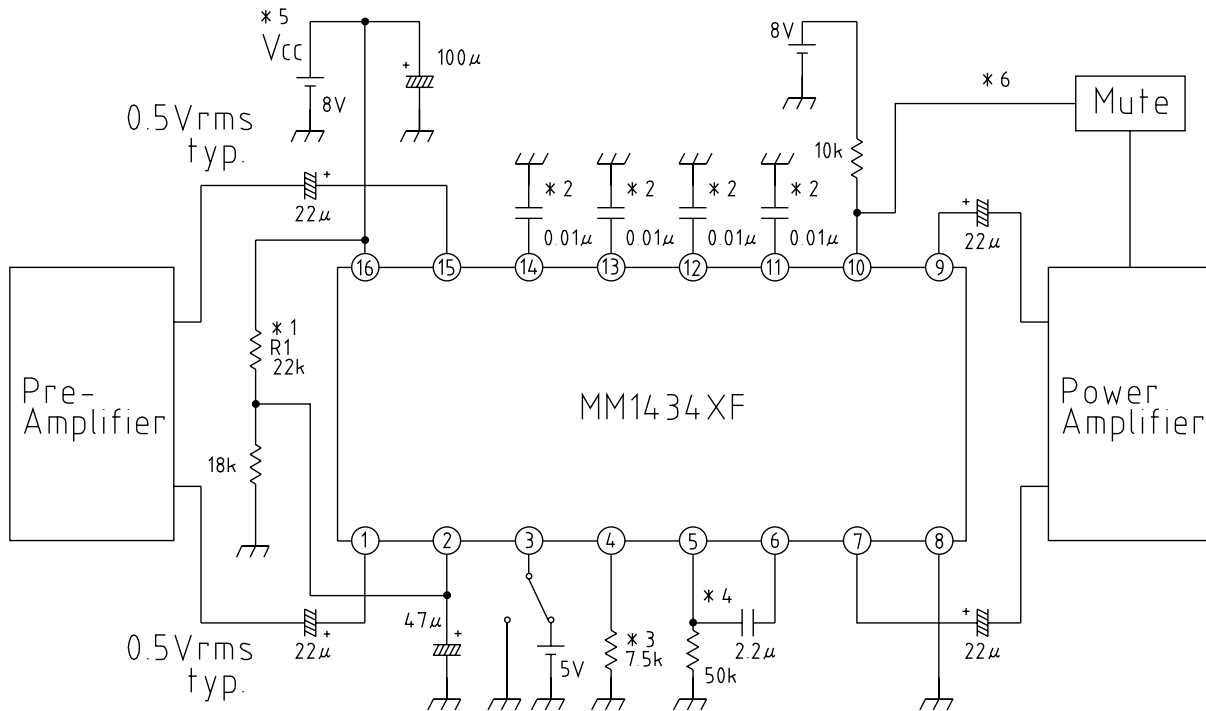 * 5
Vcc
8V
+
100μ
8V
* 6
Mute
0.5Vrms
typ.
+
22μ
* 2
0.01μ
* 2
0.01μ
* 2
0.01μ
* 2
0.01μ
10k
+
22μ
16
15
14
13
12
11
10
9
* 1
R1
22k
18k
Pre-
Amplifier
MM1434XF
Power
Amplifier
1
2
3
4
5
6
7
8
0.5Vrms
typ.
22μ
+
47μ
+
5V
* 3
7.5k
* 4
50k
2.2μ
+
22μ